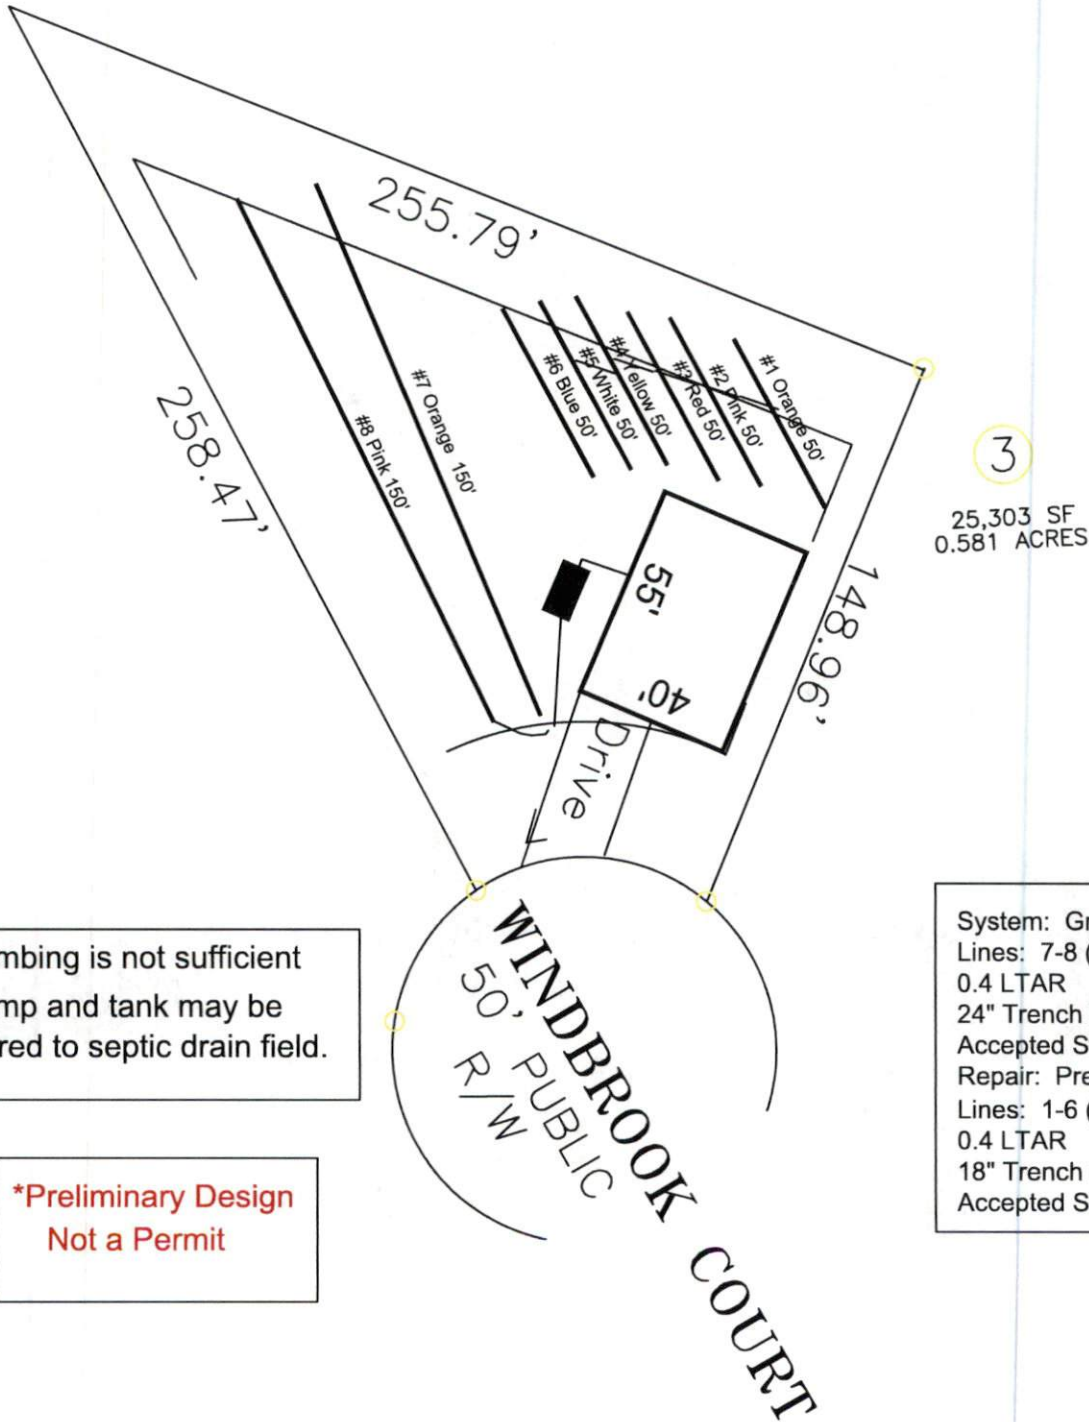 255.79'
258.47'
#8 Pink 150'
#7 Orange 150'
#6 Blue 50'
#5 White 50'
#4 Yellow 50'
#3 Red 50'
#2 Pink 50'
#1 Orange 50'
3
25,303 SF
0.581 ACRES
148.96'
55'
40'
Drive
WINDBROOK COURT
50' PUBLIC
R/W
is not sufficient
and tank may be
to septic drain field.
*Preliminary Design
Not a Permit
System:
Lines: 7-8 (
0.4 LTAR
24" Trench
Accepted
Repair:
Lines: 1-6 (
0.4 LTAR
18" Trench
Accepted